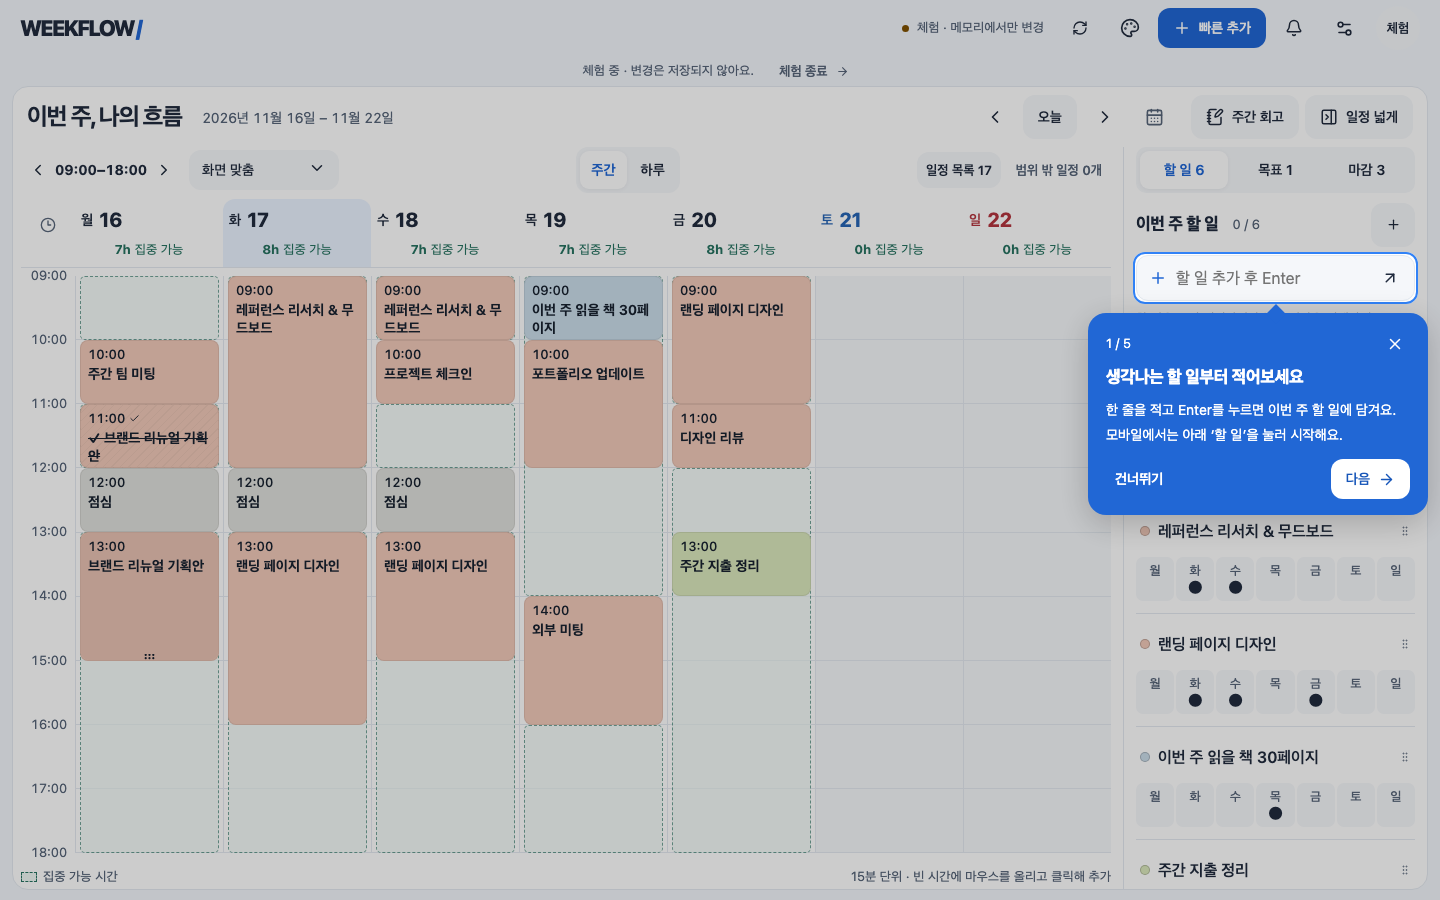 WEEKFLOW/
체험 · 메모리에서만 변경
빠른 추가
체험
체험 중 · 변경은 저장되지 않아요.
체험 종료 →
이번 주, 나의 흐름
2026년 11월 16일 – 11월 22일
오늘
주간 회고
일정 넓게
09:00–18:00
화면 맞춤
주간
하루
일정 목록 17
범위 밖 일정 0개
월 16
7h 집중 가능
화 17
8h 집중 가능
수 18
7h 집중 가능
목 19
7h 집중 가능
금 20
8h 집중 가능
토 21
0h 집중 가능
일 22
0h 집중 가능
09:00
10:00
11:00
12:00
13:00
14:00
15:00
16:00
17:00
18:00
10:00
주간 팀 미팅
11:00 ✓
✓ 브랜드 리뉴얼 기획
안
12:00
점심
13:00
브랜드 리뉴얼 기획안
09:00
레퍼런스 리서치 & 무
드보드
12:00
점심
13:00
랜딩 페이지 디자인
09:00
레퍼런스 리서치 & 무
드보드
10:00
프로젝트 체크인
12:00
점심
13:00
랜딩 페이지 디자인
09:00
이번 주 읽을 책 30페
이지
10:00
포트폴리오 업데이트
14:00
외부 미팅
09:00
랜딩 페이지 디자인
11:00
디자인 리뷰
13:00
주간 지출 정리
집중 가능 시간
15분 단위 · 빈 시간에 마우스를 올리고 클릭해 추가
할 일 6
목표 1
마감 3
이번 주 할 일 0 / 6
할 일 추가 후 Enter
1 / 5
생각나는 할 일부터 적어보세요
한 줄을 적고 Enter를 누르면 이번 주 할 일에 담겨요.
모바일에서는 아래 ‘할 일’을 눌러 시작해요.
건너뛰기
다음 →
레퍼런스 리서치 & 무드보드
월 화 수 목 금 토 일
랜딩 페이지 디자인
월 화 수 목 금 토 일
이번 주 읽을 책 30페이지
월 화 수 목 금 토 일
주간 지출 정리